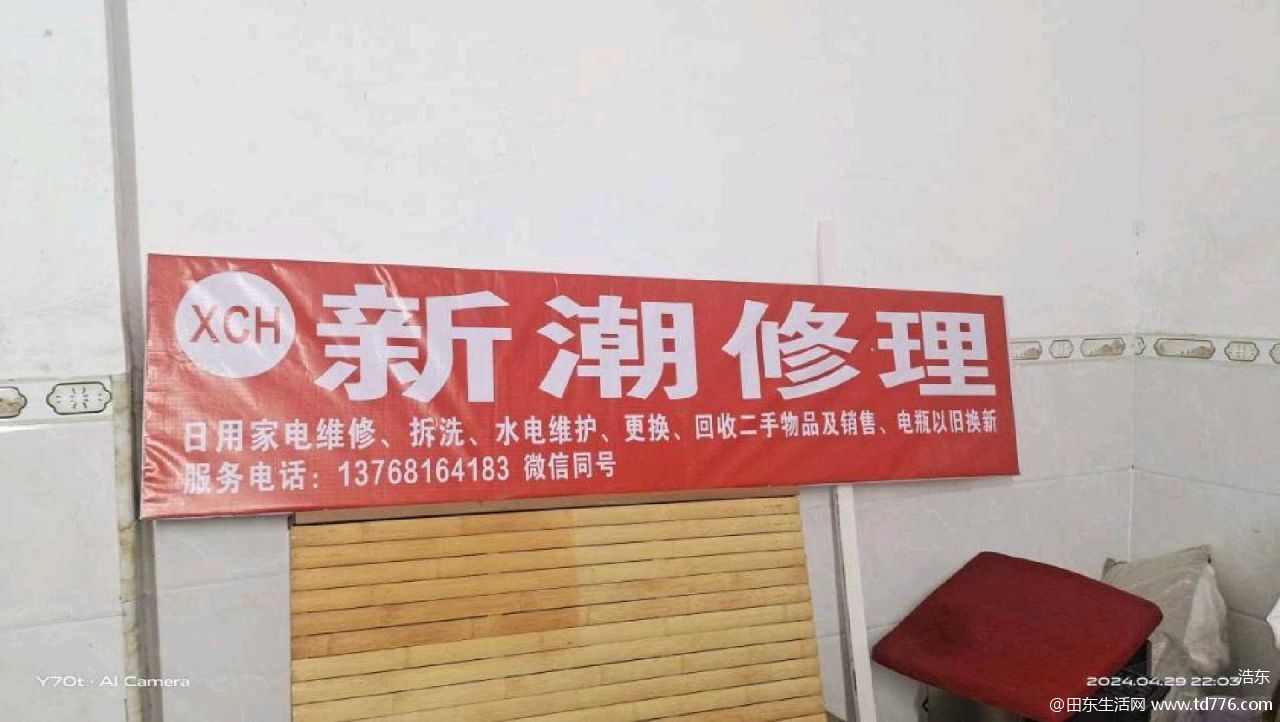 XCH 新潮修理
日用家电维修、拆洗、水电维护、更换、回收二手物品及销售、电瓶以旧换新
服务电话：13768164183 微信同号
Y70t · AI Camera
2024.04.29 22:03
浩东
@田东生活网 www.td776.com